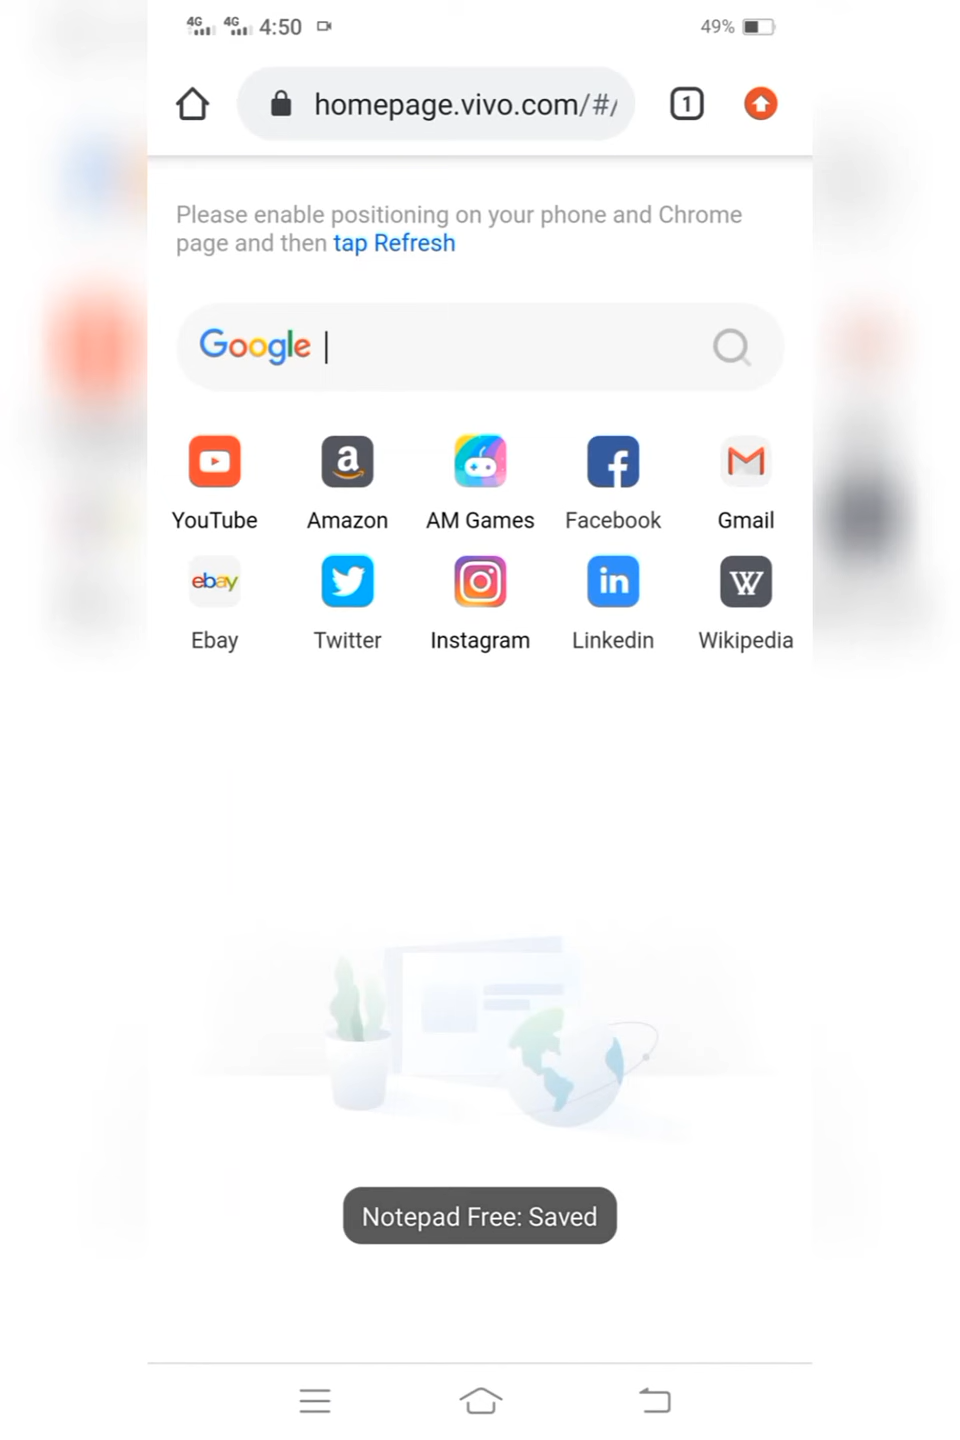 4G 4G 4:50 49%
homepage.vivo.com/#/
1
Please enable positioning on your phone and Chrome
page and then tap Refresh
Google
YouTube Amazon AM Games Facebook Gmail
ebay
Ebay Twitter Instagram Linkedin Wikipedia
Notepad Free: Saved